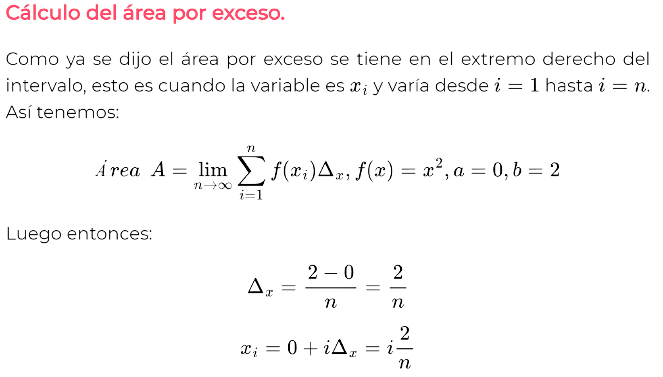 Cálculo del área por exceso.
Como ya se dijo el área por exceso se tiene en el extremo derecho del
intervalo, esto es cuando la variable es $x_i$ y varía desde $i = 1$ hasta $i = n$.
Así tenemos:
$Área \ A = \lim_{n \to \infty} \sum_{i=1}^{n} f(x_i)\Delta_x, f(x) = x^2, a = 0, b = 2$
Luego entonces:
$\Delta_x = \frac{2 - 0}{n} = \frac{2}{n}$
$x_i = 0 + i\Delta_x = i\frac{2}{n}$